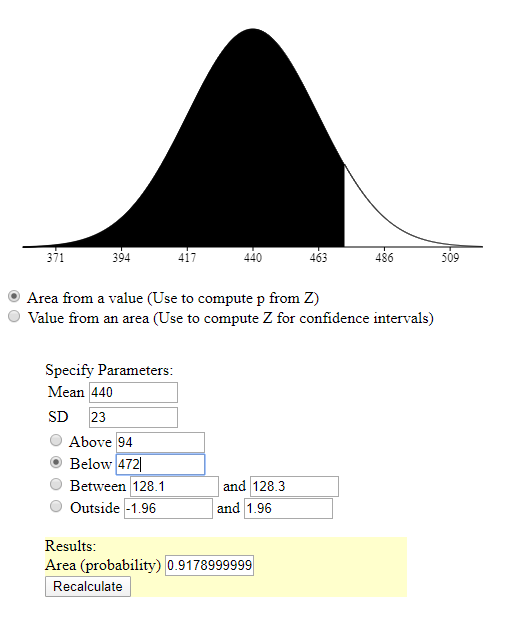 371 394 417 440 463 486 509
Area from a value (Use to compute p from Z)
Value from an area (Use to compute Z for confidence intervals)
Specify Parameters:
Mean 440
SD 23
Above 94
Below 472
Between 128.1 and 128.3
Outside -1.96 and 1.96
Results:
Area (probability) 0.9178999999
Recalculate